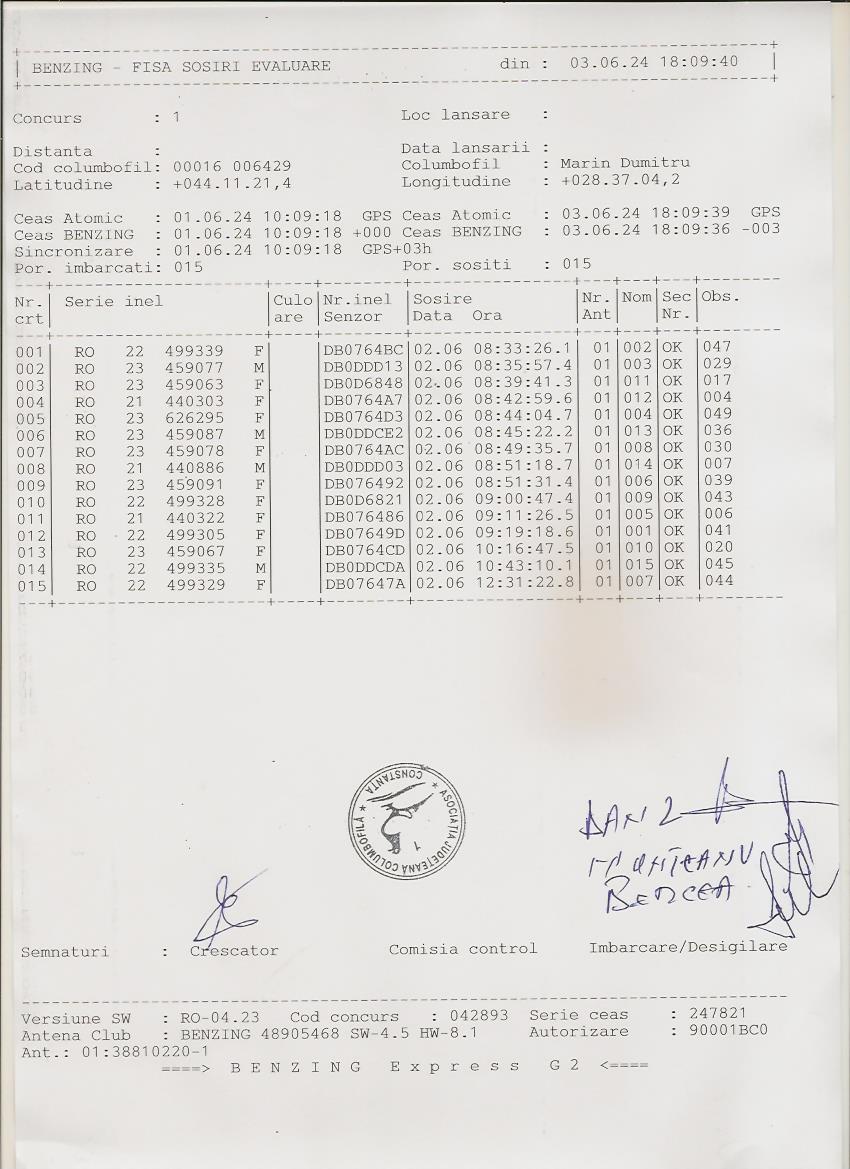 BENZING - FISA SOSIRI EVALUARE din : 03.06.24 18:09:40
Concurs : 1 Loc lansare :
Distanta : Data lansarii :
Cod columbofil: 00016 006429 Columbofil : Marin Dumitru
Latitudine : +044.11.21,4 Longitudine : +028.37.04,2
Ceas Atomic : 01.06.24 10:09:18 GPS Ceas Atomic : 03.06.24 18:09:39 GPS
Ceas BENZING : 01.06.24 10:09:18 +000 Ceas BENZING : 03.06.24 18:09:36 -003
Sincronizare : 01.06.24 10:09:18 GPS+03h
Por. imbarcati: 015 Por. sositi : 015
Nr. Serie inel Culo Nr.inel Sosire Nr. Nom Sec Obs.
crt are Senzor Data Ora Ant Nr.
001 RO 22 499339 F DB0764BC 02.06 08:33:26.1 01 002 OK 047
002 RO 23 459077 M DB0DDD13 02.06 08:35:57.4 01 003 OK 029
003 RO 23 459063 F DB0D6848 02.06 08:39:41.3 01 011 OK 017
004 RO 21 440303 F DB0764A7 02.06 08:42:59.6 01 012 OK 004
005 RO 23 626295 F DB0764D3 02.06 08:44:04.7 01 004 OK 049
006 RO 23 459087 M DB0DDCE2 02.06 08:45:22.2 01 013 OK 036
007 RO 23 459078 F DB0764AC 02.06 08:49:35.7 01 008 OK 030
008 RO 21 440886 M DB0DDD03 02.06 08:51:18.7 01 014 OK 007
009 RO 23 459091 F DB076492 02.06 08:51:31.4 01 006 OK 039
010 RO 22 499328 F DB0D6821 02.06 09:00:47.4 01 009 OK 043
011 RO 21 440322 F DB076486 02.06 09:11:26.5 01 005 OK 006
012 RO 22 499305 F DB07649D 02.06 09:19:18.6 01 001 OK 041
013 RO 23 459067 F DB0764CD 02.06 10:16:47.5 01 010 OK 020
014 RO 22 499335 M DB0DDCDA 02.06 10:43:10.1 01 015 OK 045
015 RO 22 499329 F DB07647A 02.06 12:31:22.8 01 007 OK 044
ASOCIATIA JUDETEANA COLUMBOFILĂ * CONSTANTA *
1
MUNTEANU
Semnaturi : Crescator Comisia control Imbarcare/Desigilare
Versiune SW : RO-04.23 Cod concurs : 042893 Serie ceas : 247821
Antena Club : BENZING 48905468 SW-4.5 HW-8.1 Autorizare : 90001BC0
Ant.: 01:38810220-1
====> B E N Z I N G E x p r e s s G 2 <====